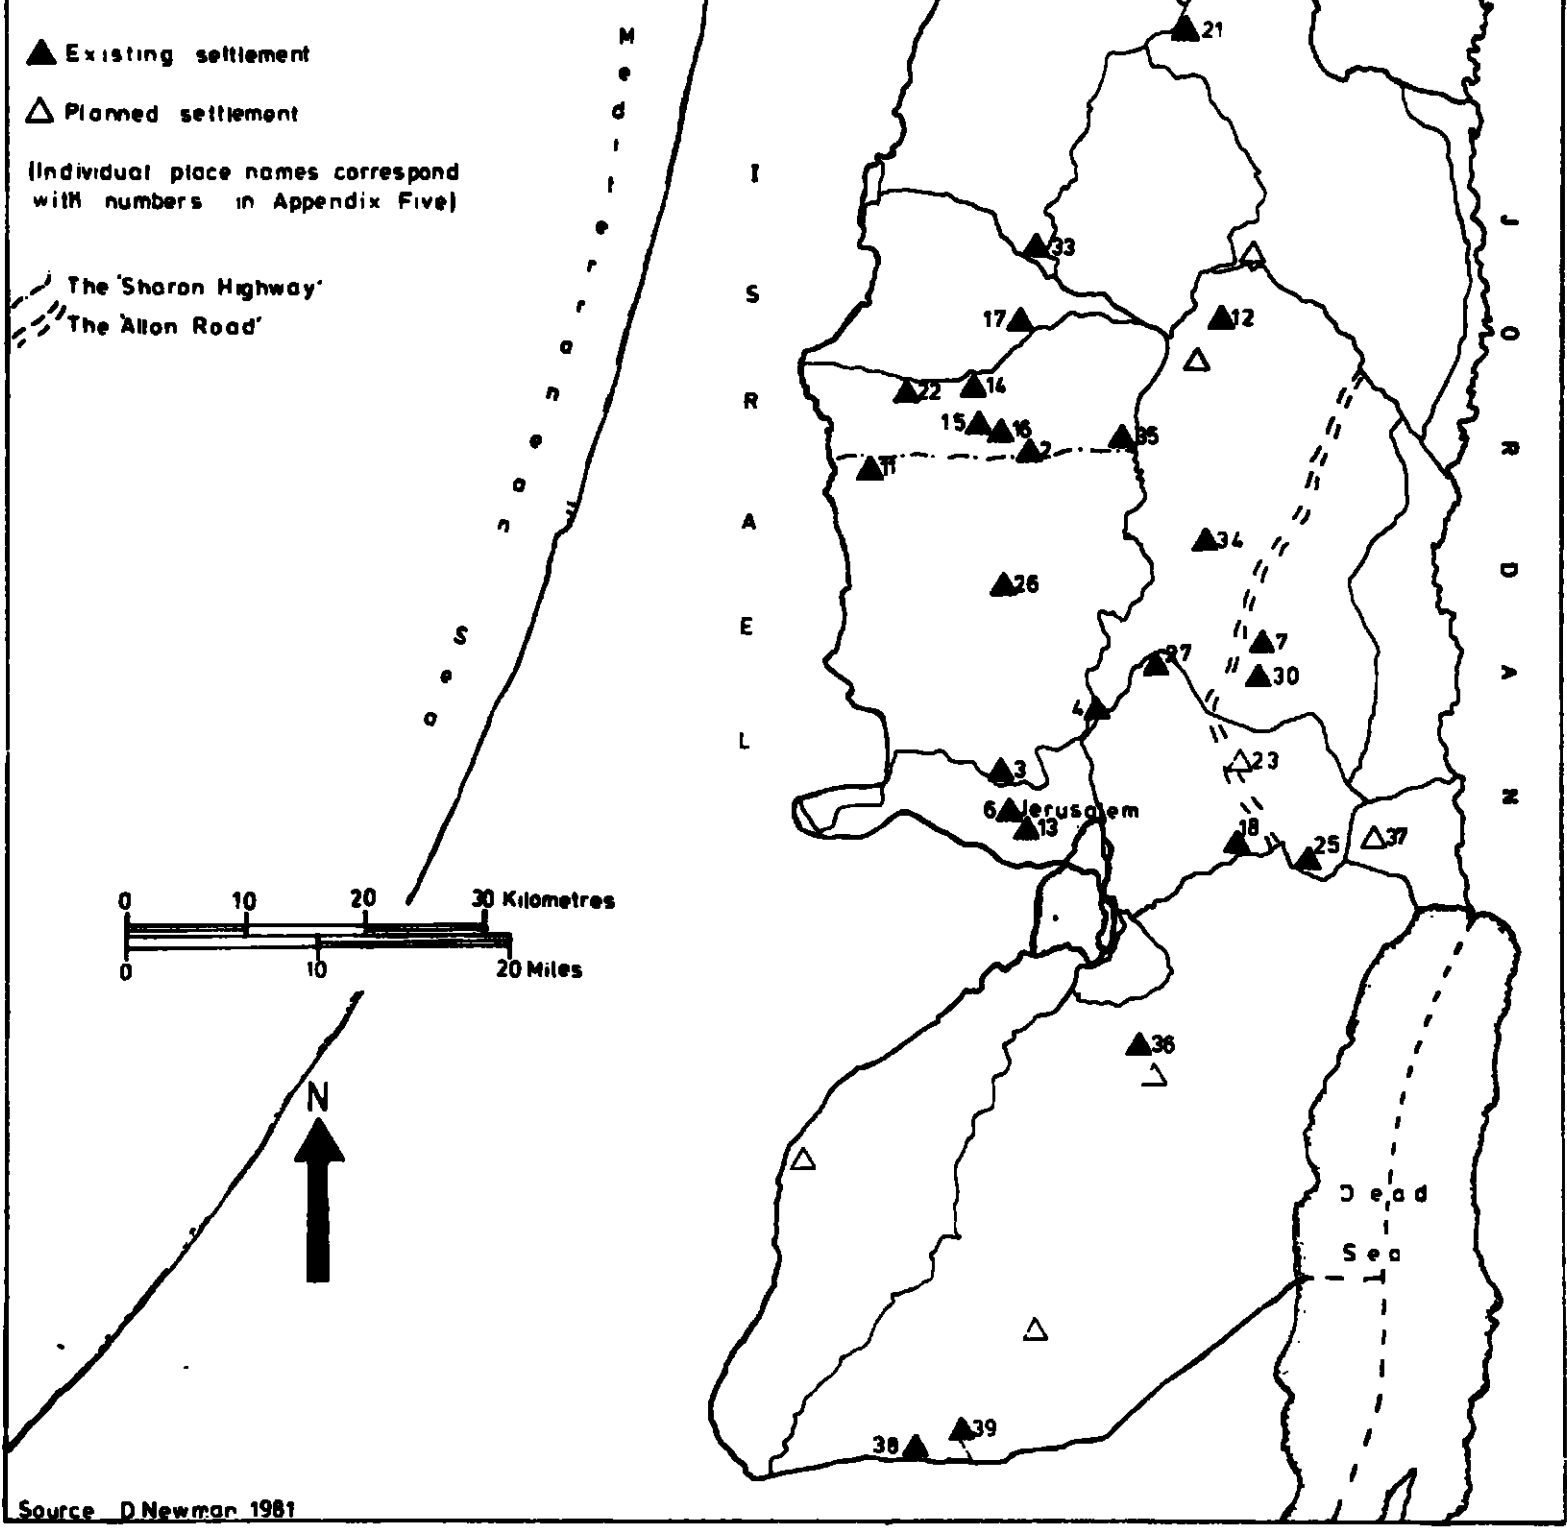 Existing settlement
Planned settlement
(Individual place names correspond
with numbers in Appendix Five)
The 'Sharon Highway'
The 'Allon Road'
Mediterranean
Sea
ISRAEL
JORDAN
21
33
17
12
22
14
15
16
2
35
11
34
26
7
27
30
4
3
23
6 Jerusalem
13
18
25
37
0 10 20 30 Kilometres
0 10 20 Miles
36
N
Dead
Sea
38
39
Source D.Newman 1981